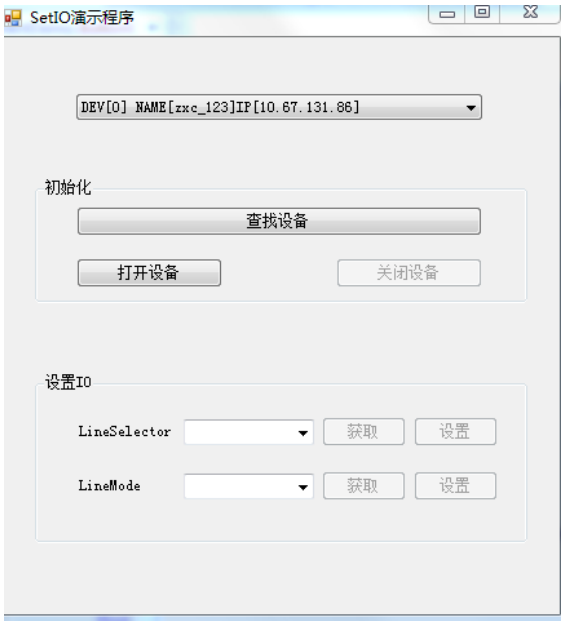 SetIO演示程序
DEV[0] NAME[zxc_123]IP[10.67.131.86]
初始化
查找设备
打开设备 关闭设备
设置IO
LineSelector 获取 设置
LineMode 获取 设置